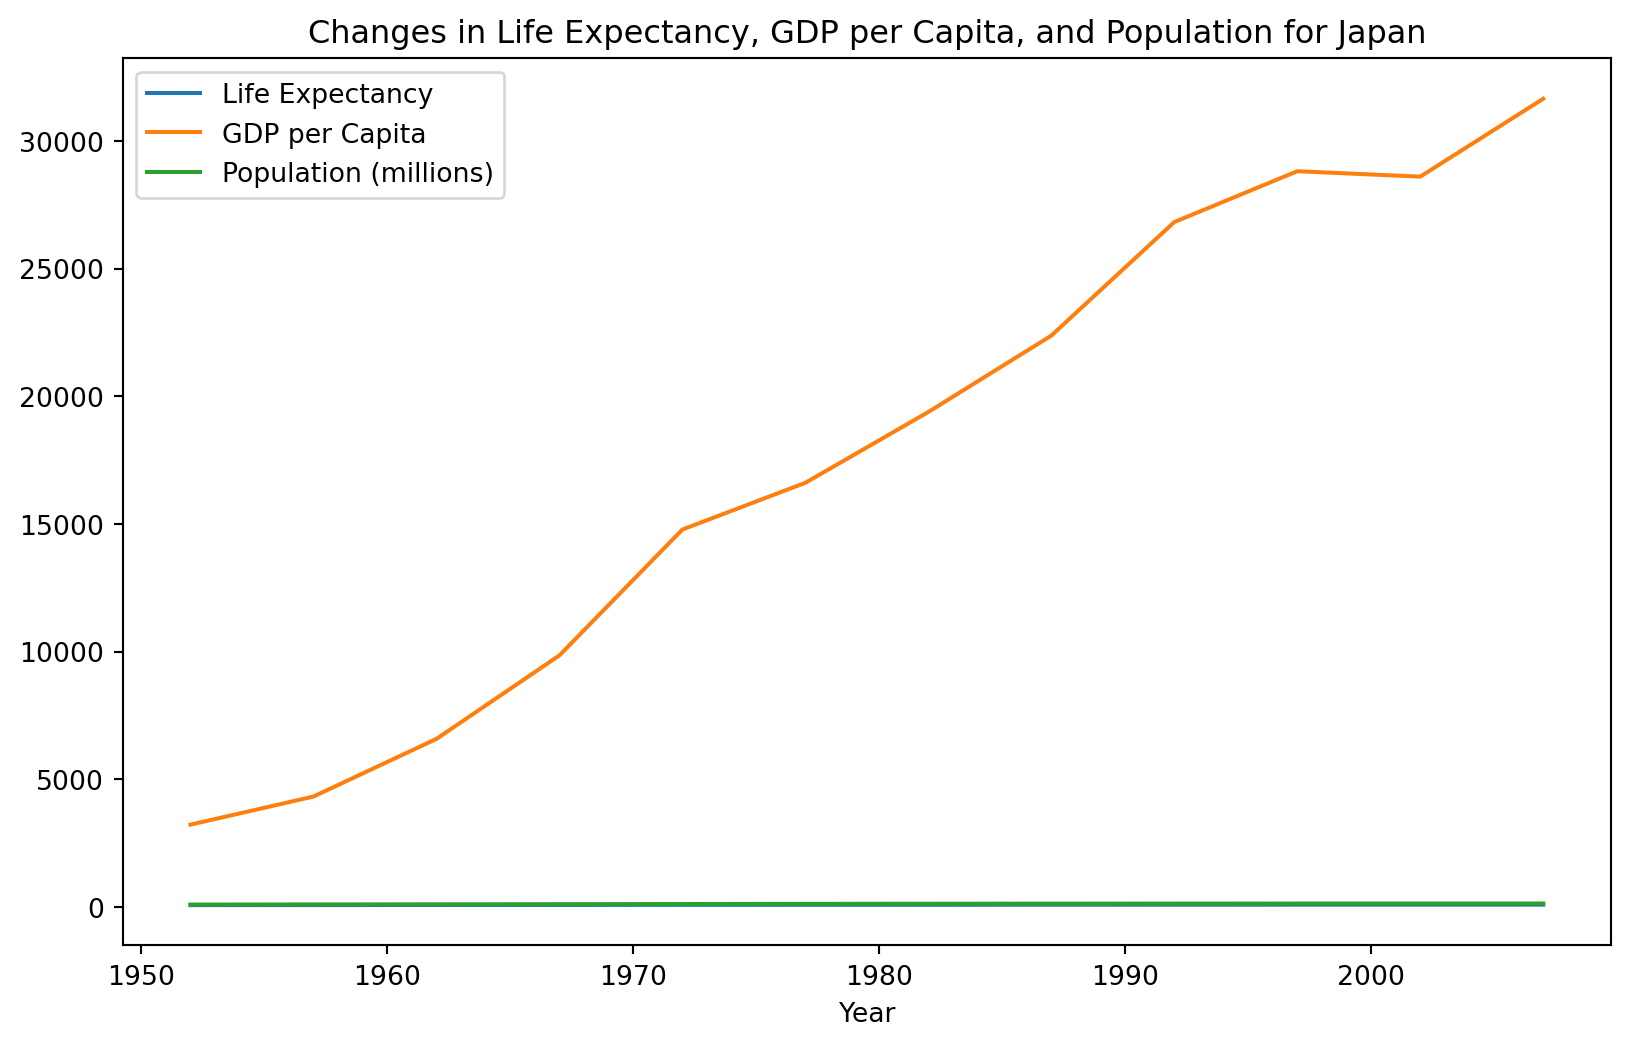 Changes in Life Expectancy, GDP per Capita, and Population for Japan
Life Expectancy
GDP per Capita
Population (millions)
30000
25000
20000
15000
10000
5000
0
1950 1960 1970 1980 1990 2000
Year